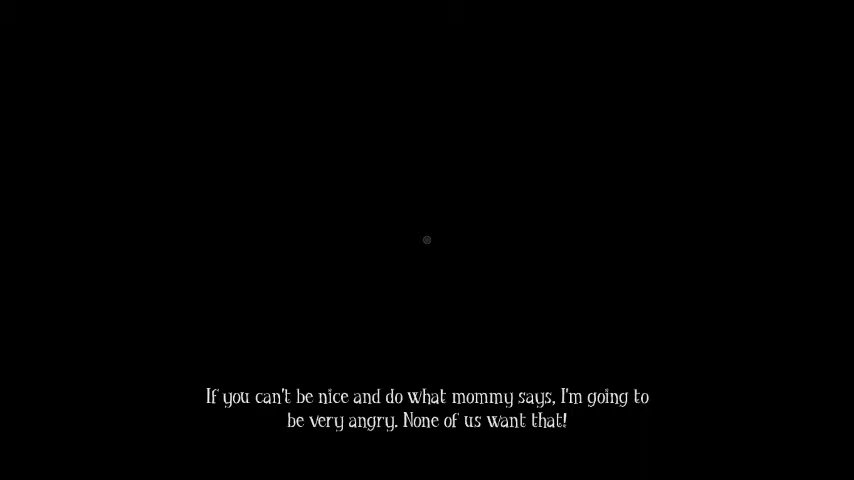 If you can't be nice and do what mommy says, I'm going to
be very angry. None of us want that!